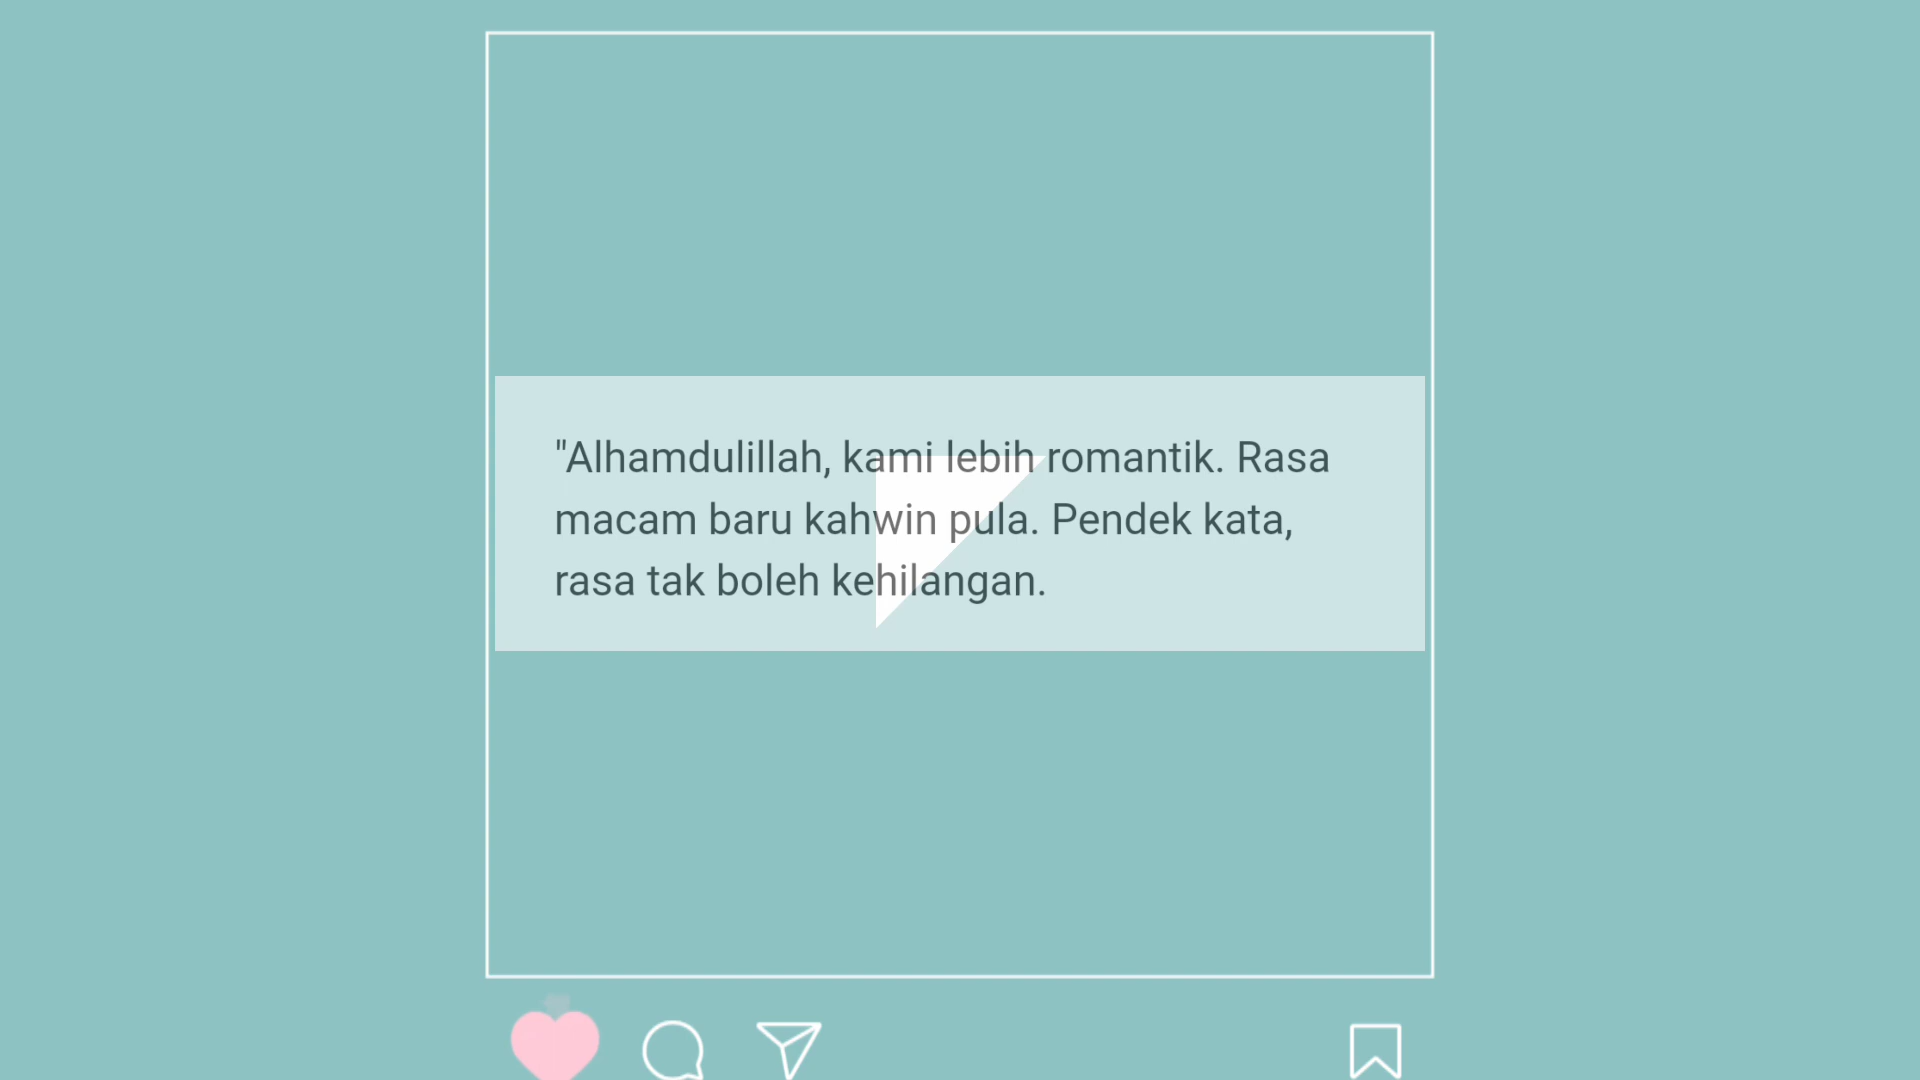 "Alhamdulillah, kami lebih romantik. Rasa
macam baru kahwin pula. Pendek kata,
rasa tak boleh kehilangan.